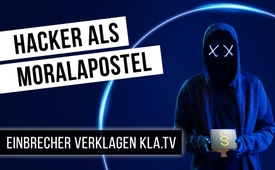 HACKER ALS
MORALAPOSTEL
EINBRECHER VERKLAGEN KLA.TV
X X
§